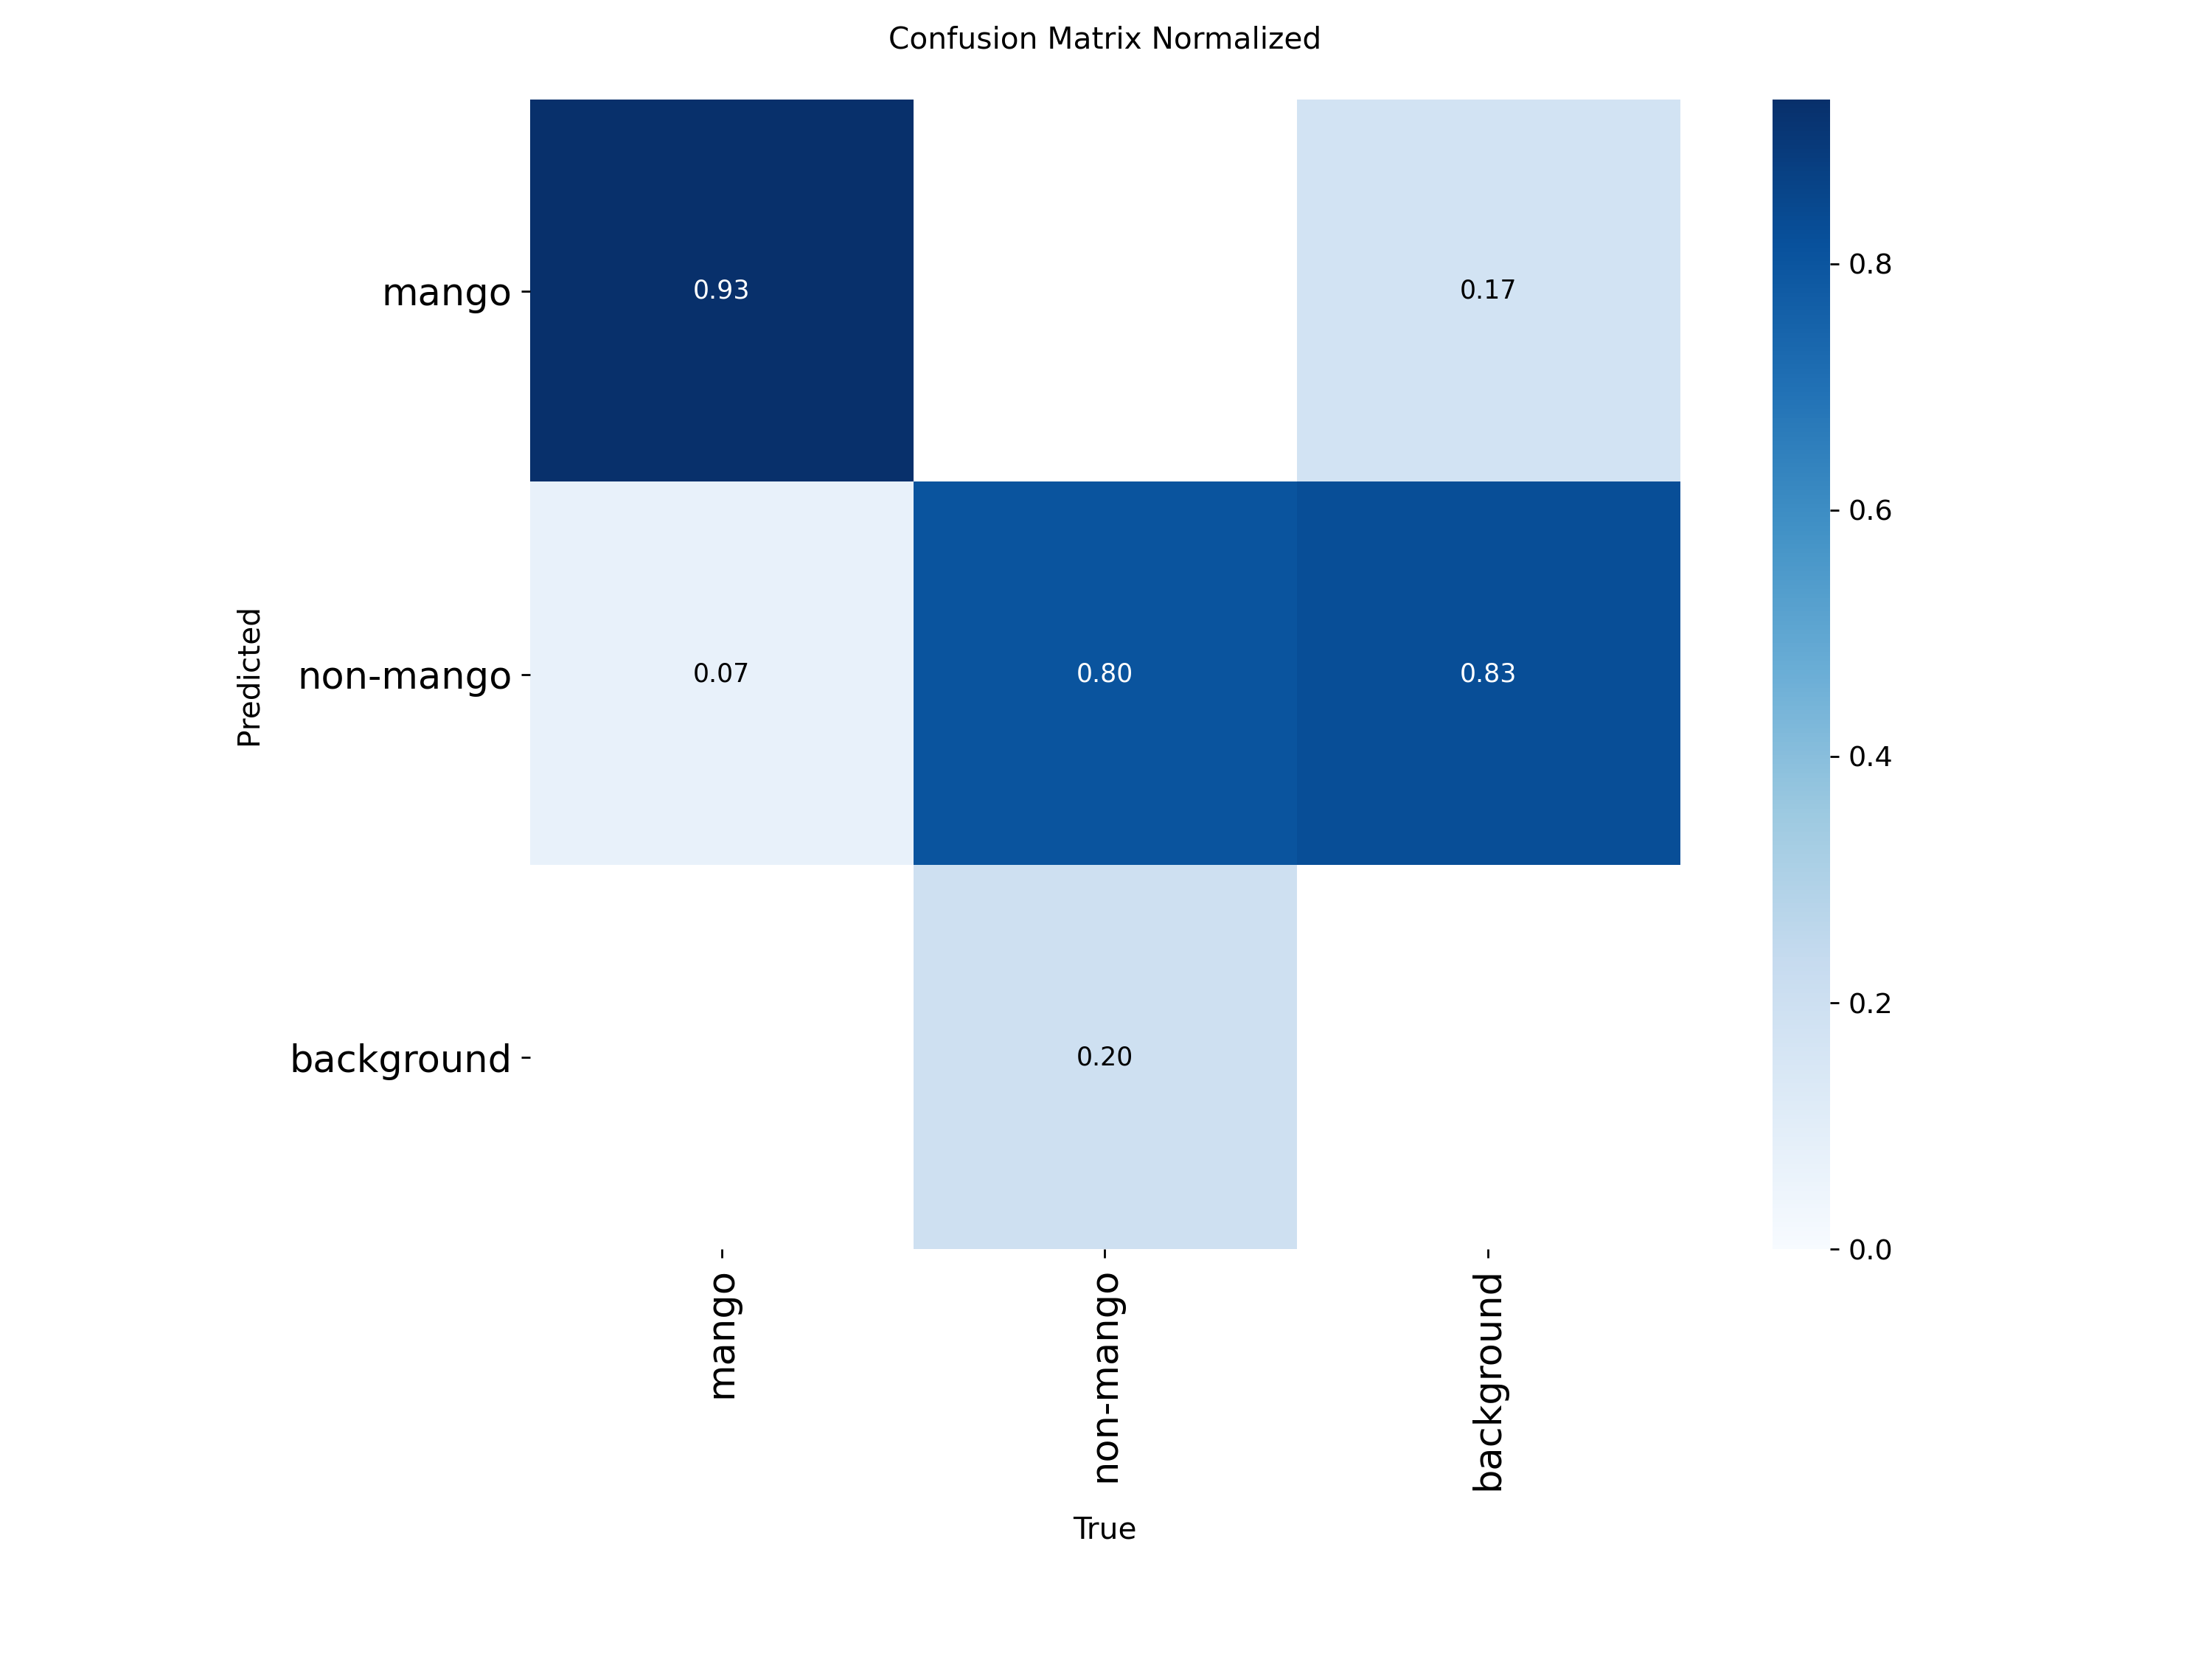 Confusion Matrix Normalized
mango
0.93
0.17
0.8
0.6
Predicted
non-mango
0.07
0.80
0.83
0.4
background
0.20
0.2
0.0
mango
non-mango
background
True